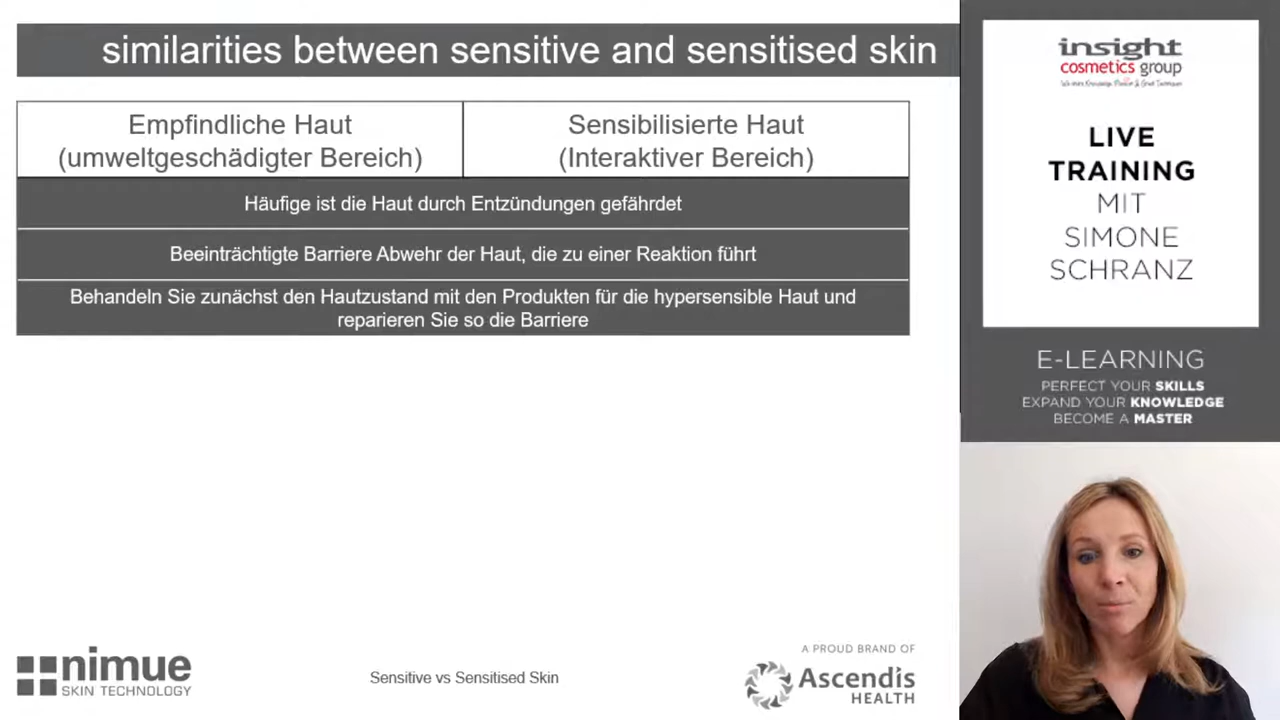 similarities between sensitive and sensitised skin
Empfindliche Haut
(umweltgeschädigter Bereich)
Sensibilisierte Haut
(Interaktiver Bereich)
Häufige ist die Haut durch Entzündungen gefährdet
Beeinträchtigte Barriere Abwehr der Haut, die zu einer Reaktion führt
Behandeln Sie zunächst den Hautzustand mit den Produkten für die hypersensible Haut und
reparieren Sie so die Barriere
nimue
SKIN TECHNOLOGY
Sensitive vs Sensitised Skin
A PROUD BRAND OF
Ascendis
HEALTH
insight
cosmetics group
LIVE
TRAINING
MIT
SIMONE
SCHRANZ
E-LEARNING
PERFECT YOUR SKILLS
EXPAND YOUR KNOWLEDGE
BECOME A MASTER